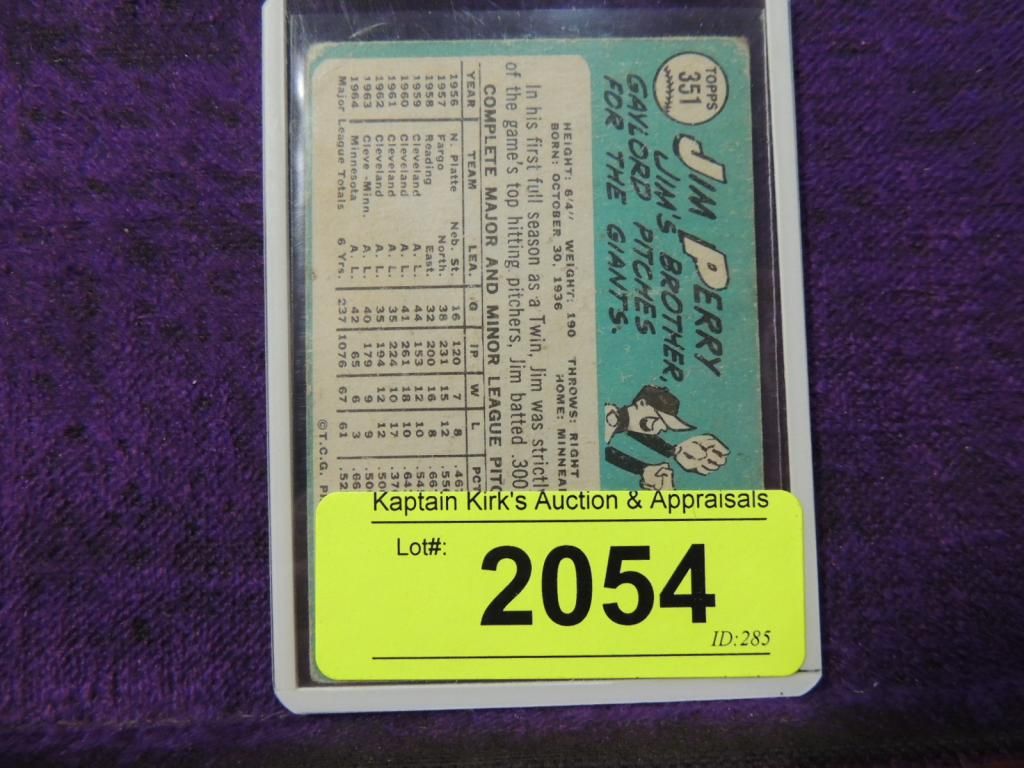 TOPPS
351
JIM PERRY
JIM'S BROTHER,
GAYLORD PITCHES
FOR THE GIANTS.
HEIGHT: 6'4" WEIGHT: 190 THROWS: RIGHT
BORN: OCTOBER 30, 1936 HOME:
In his first full season as a Twin, Jim was
of the game's top hitting pitchers, Jim batted .300
COMPLETE MAJOR AND MINOR LEAGUE
YEAR TEAM LEA. G IP W L PCT
1956 N. Platte Neb. St. 16 120 7 8
1957 Fargo North. 38 231 15 12
1958 Reading East. 32 200 16 8
1959 Cleveland A. L. 44 153 12 10
1960 Cleveland A. L. 41 261 18 10
1961 Cleveland A. L. 35 224 10 17
1962 Cleveland A. L. 35 194 12 12
1963 Cleve.-Minn. A. L. 40 179 9 9
1964 Minnesota A. L. 42 65 6 3
Major League Totals 6 Yrs. 237 1076 67 61
©T.C.G.
Kaptain Kirk's Auction & Appraisals
Lot#:
2054
ID:285